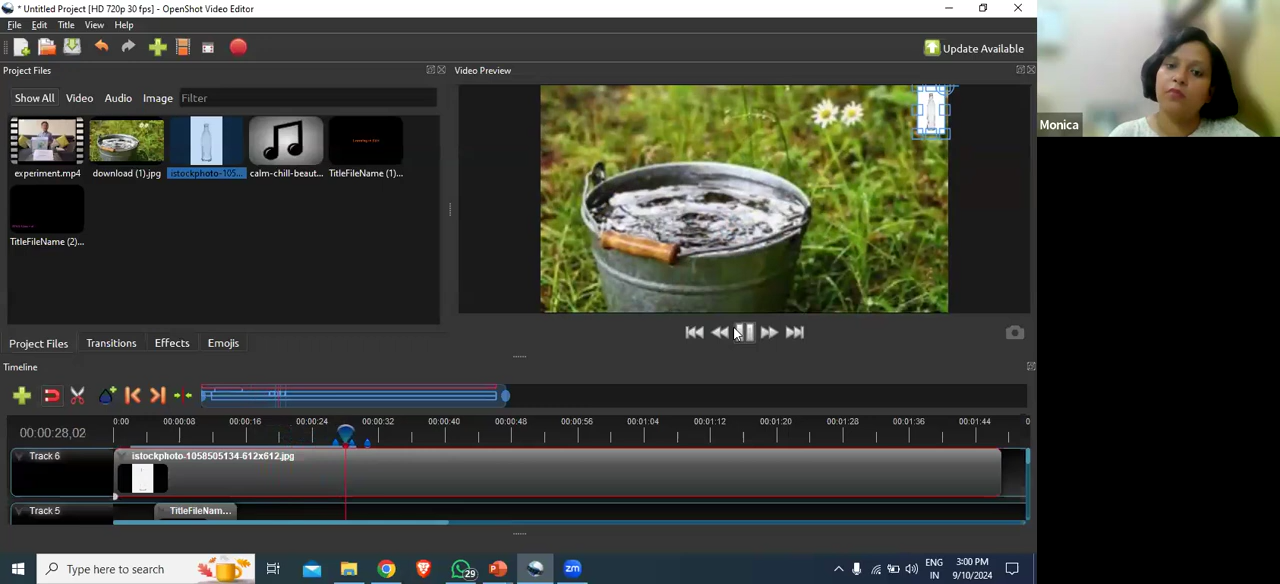 * Untitled Project [HD 720p 30 fps] - OpenShot Video Editor
File Edit Title View Help
Update Available
Project Files
Video Preview
Show All Video Audio Image Filter
experiment.mp4 download (1).jpg istockphoto-105... calm-chill-beaut... TitleFileName (1)...
TitleFileName (2)...
Monica
Project Files Transitions Effects Emojis
Timeline
0:00 00:00:08 00:00:16 00:00:24 00:00:32 00:00:40 00:00:48 00:00:56 00:01:04 00:01:12 00:01:20 00:01:28 00:01:36 00:01:44
00:00:28,02
Track 6 istockphoto-1058505134-612x612.jpg
Track 5 TitleFileNam...
Type here to search
29
zm
ENG
IN
3:00 PM
9/10/2024